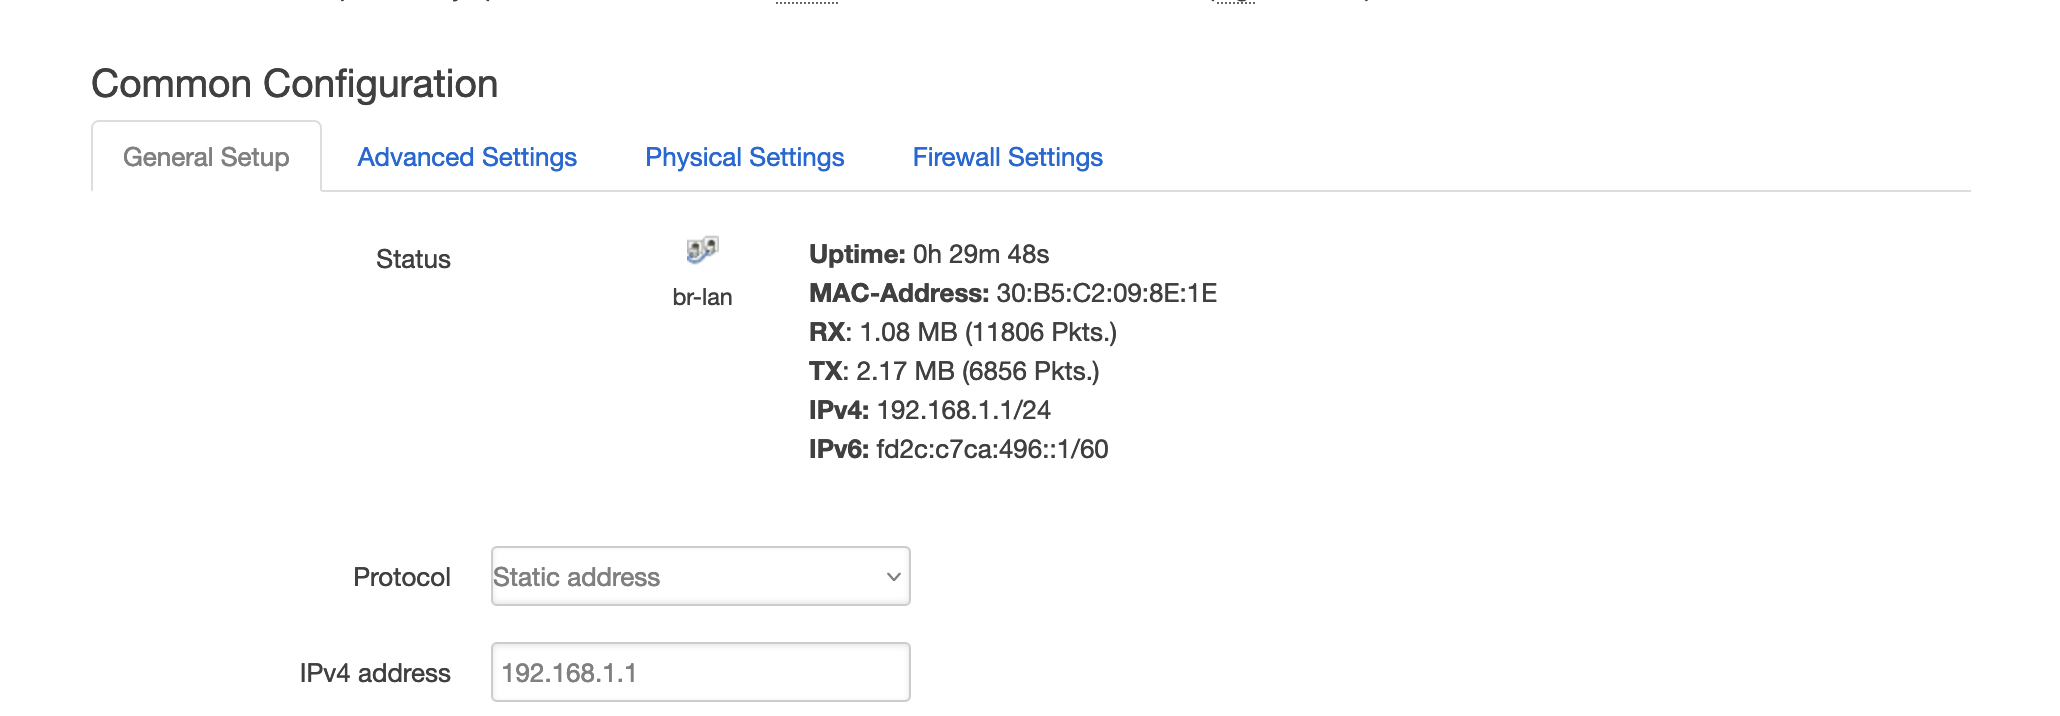 Common Configuration
General Setup
Advanced Settings
Physical Settings
Firewall Settings
Status
br-lan
Uptime: 0h 29m 48s
MAC-Address: 30:B5:C2:09:8E:1E
RX: 1.08 MB (11806 Pkts.)
TX: 2.17 MB (6856 Pkts.)
IPv4: 192.168.1.1/24
IPv6: fd2c:c7ca:496::1/60
Protocol
Static address
IPv4 address
192.168.1.1